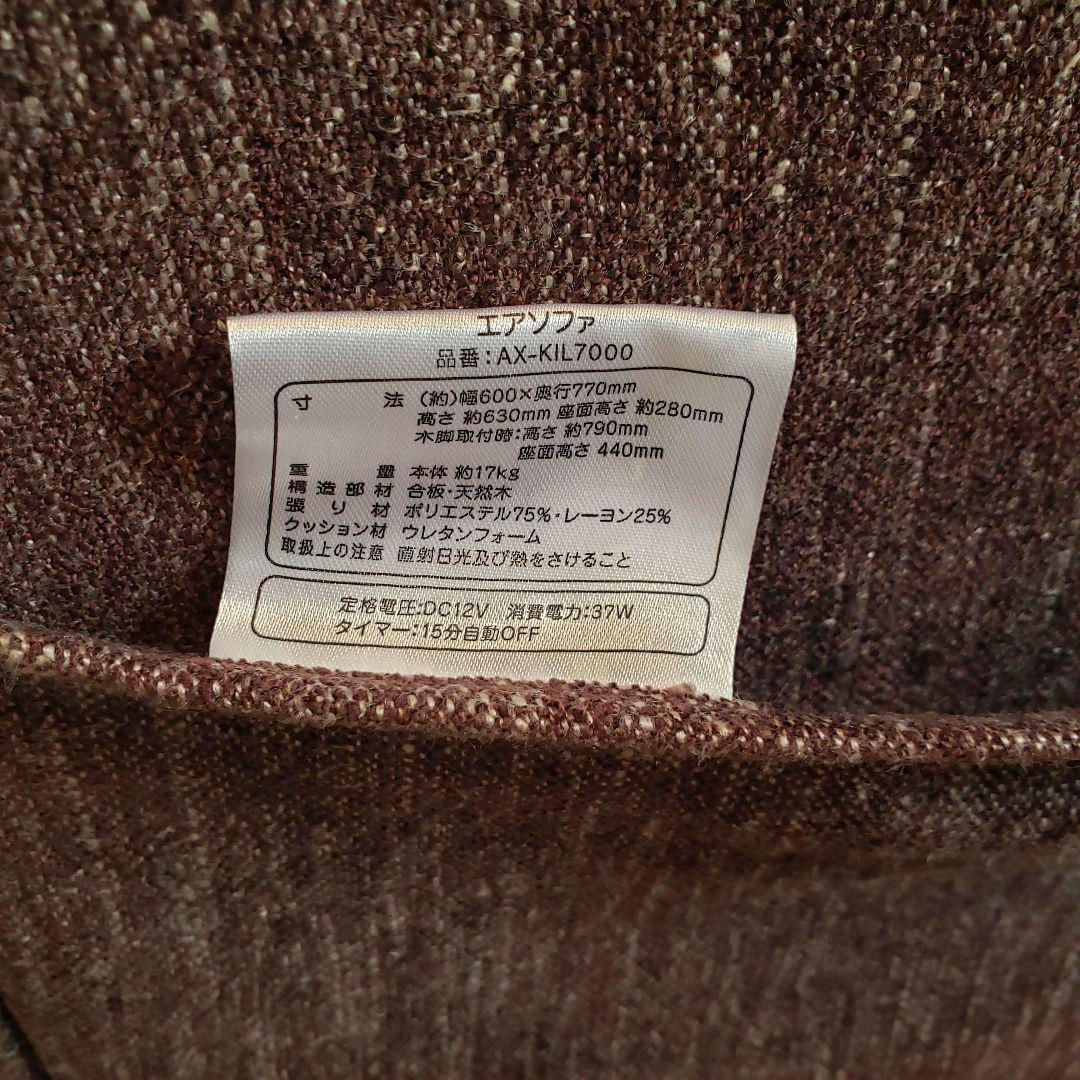 エアソファ
品番:AX-KIL7000
寸法 (約)幅600×奥行770mm
高さ 約630mm 座面高さ 約280mm
木脚取付時:高さ 約790mm
座面高さ 440mm
重量 本体 約17kg
構造部材 合板・天然木
張り材 ポリエステル75%・レーヨン25%
クッション材 ウレタンフォーム
取扱上の注意 直射日光及び熱をさけること
定格電圧:DC12V 消費電力:37W
タイマー:15分自動OFF